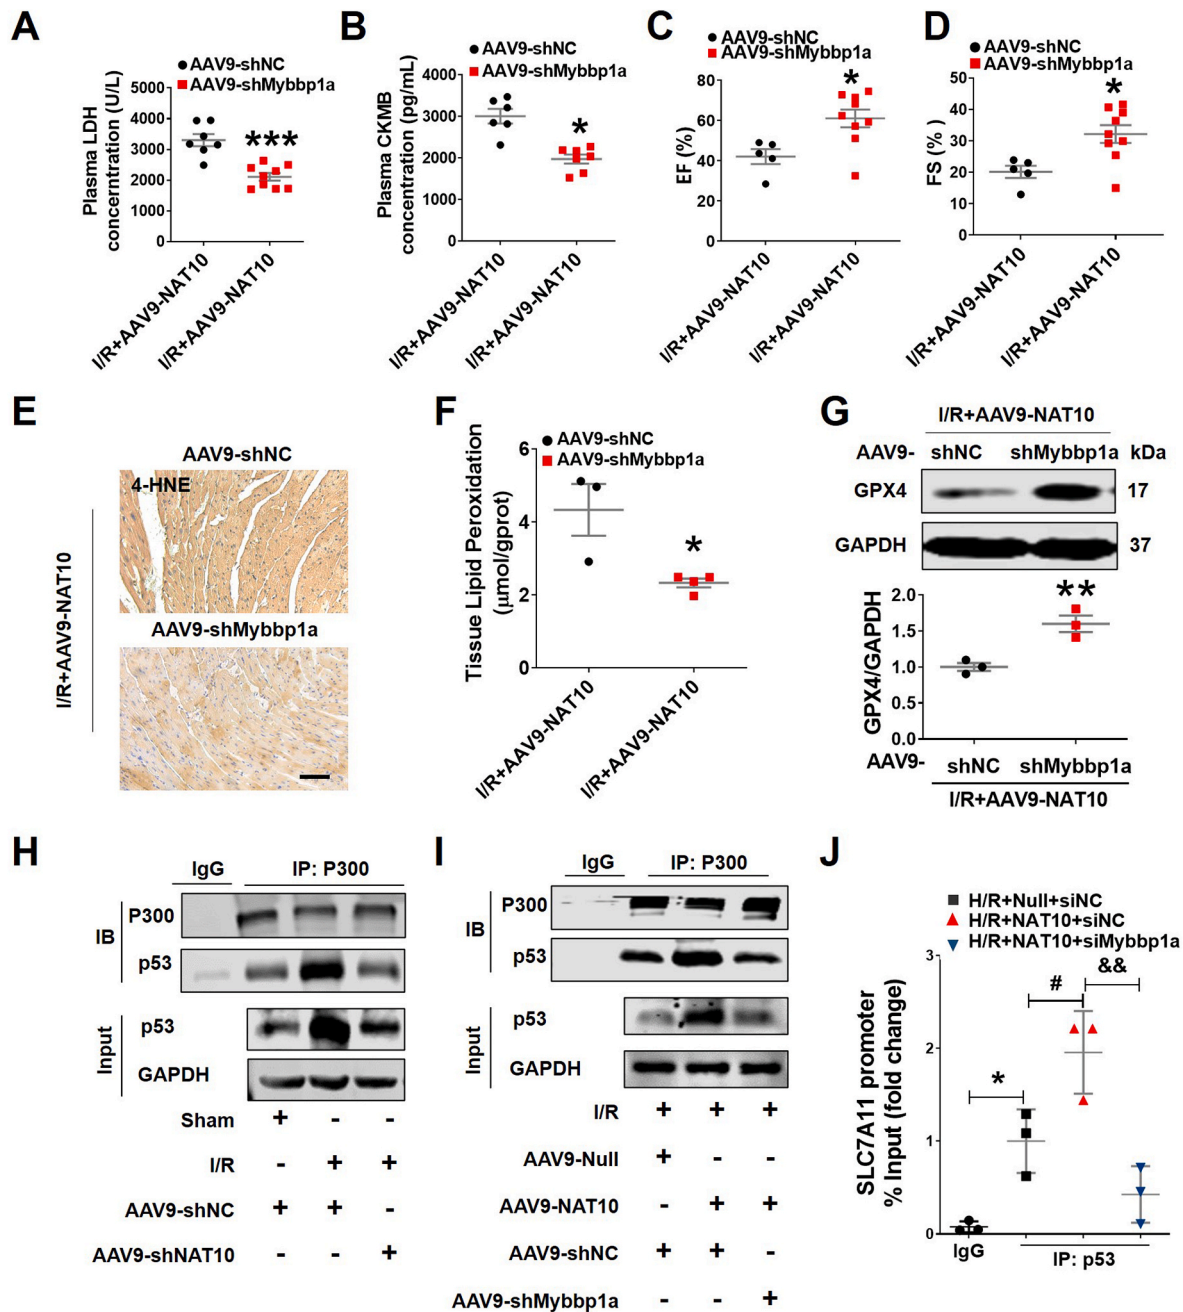 A
AAV9-shNC
AAV9-shMybbp1a
Plasma LDH
concerntration (U/L)
5000
4000
3000
2000
1000
0
***
I/R+AAV9-NAT10
I/R+AAV9-NAT10
B
AAV9-shNC
AAV9-shMybbp1a
Plasma CKMB
concentration (pg/mL)
4000
3000
2000
1000
0
*
I/R+AAV9-NAT10
I/R+AAV9-NAT10
C
AAV9-shNC
AAV9-shMybbp1a
EF (%)
80
60
40
20
0
*
I/R+AAV9-NAT10
I/R+AAV9-NAT10
D
AAV9-shNC
AAV9-shMybbp1a
FS (% )
50
40
30
20
10
0
*
I/R+AAV9-NAT10
I/R+AAV9-NAT10
E
AAV9-shNC
4-HNE
AAV9-shMybbp1a
I/R+AAV9-NAT10
F
AAV9-shNC
AAV9-shMybbp1a
Tissue Lipid Peroxidation
(μmol/gprot)
6
4
2
0
*
I/R+AAV9-NAT10
I/R+AAV9-NAT10
G
I/R+AAV9-NAT10
AAV9- shNC shMybbp1a kDa
GPX4 17
GAPDH 37
GPX4/GAPDH
2.0
1.5
1.0
0.5
0.0
**
AAV9- shNC shMybbp1a
I/R+AAV9-NAT10
H
IgG IP: P300
IB
P300
p53
Input
p53
GAPDH
Sham + - -
I/R - + +
AAV9-shNC + + -
AAV9-shNAT10 - - +
I
IgG IP: P300
IB
P300
p53
Input
p53
GAPDH
I/R + + +
AAV9-Null + - -
AAV9-NAT10 - + +
AAV9-shNC + + -
AAV9-shMybbp1a - - +
J
H/R+Null+siNC
H/R+NAT10+siNC
H/R+NAT10+siMybbp1a
SLC7A11 promoter
% Input (fold change)
3
2
1
0
*
#
&&
IgG
IP: p53